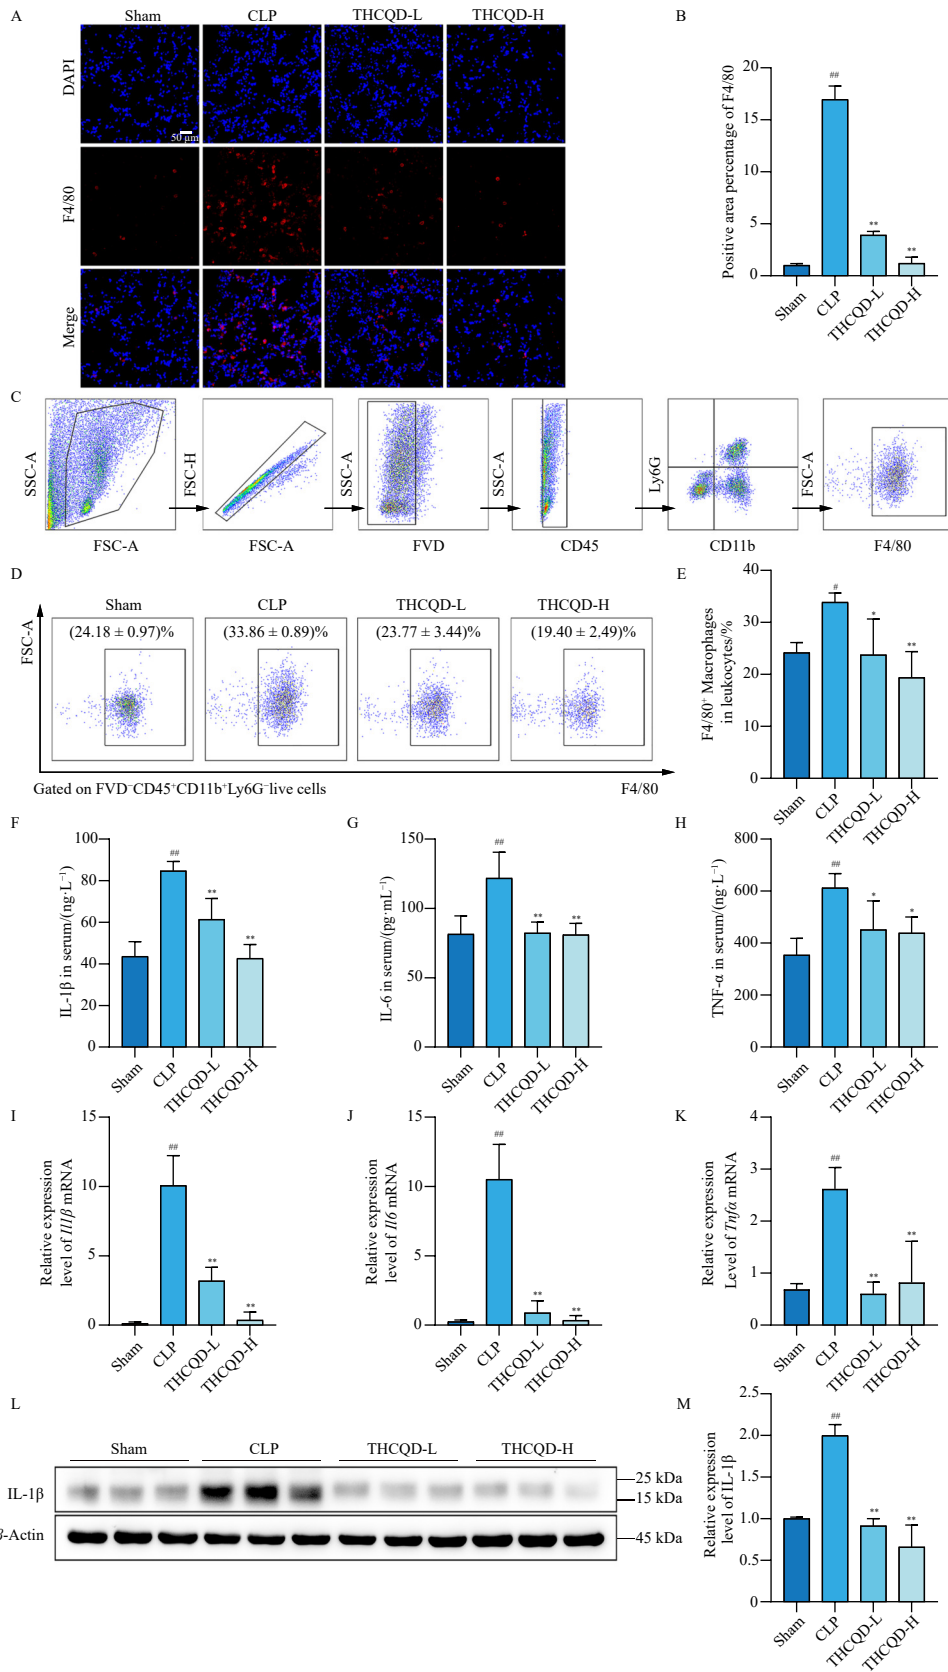 A
Sham
CLP
THCQD-L
THCQD-H
DAPI
50 μm
F4/80
Merge
B
Positive area percentage of F4/80
20
15
10
5
0
##
**
**
Sham
CLP
THCQD-L
THCQD-H
C
SSC-A
FSC-A
FSC-H
FSC-A
SSC-A
FVD
SSC-A
CD45
Ly6G
CD11b
FSC-A
F4/80
D
FSC-A
Sham
CLP
THCQD-L
THCQD-H
(24.18 ± 0.97)%
(33.86 ± 0.89)%
(23.77 ± 3.44)%
(19.40 ± 2.49)%
Gated on FVD⁻CD45⁺CD11b⁺Ly6G⁻live cells
F4/80
E
F4/80⁺ Macrophages
in leukocytes/%
40
30
20
10
0
#
*
**
Sham
CLP
THCQD-L
THCQD-H
F
IL-1β in serum/(ng·L⁻¹)
100
80
60
40
20
0
##
**
**
Sham
CLP
THCQD-L
THCQD-H
G
IL-6 in serum/(pg·mL⁻¹)
150
100
50
0
##
**
**
Sham
CLP
THCQD-L
THCQD-H
H
TNF-α in serum/(ng·L⁻¹)
800
600
400
200
0
##
*
*
Sham
CLP
THCQD-L
THCQD-H
I
Relative expression
level of Il1β mRNA
15
10
5
0
##
**
**
Sham
CLP
THCQD-L
THCQD-H
J
Relative expression
level of Il6 mRNA
15
10
5
0
##
**
**
Sham
CLP
THCQD-L
THCQD-H
K
Relative expression
Level of Tnfα mRNA
4
3
2
1
0
##
**
**
Sham
CLP
THCQD-L
THCQD-H
L
Sham
CLP
THCQD-L
THCQD-H
IL-1β
25 kDa
15 kDa
β-Actin
45 kDa
M
Relative expression
level of IL-1β
2.5
2.0
1.5
1.0
0.5
0
##
**
**
Sham
CLP
THCQD-L
THCQD-H